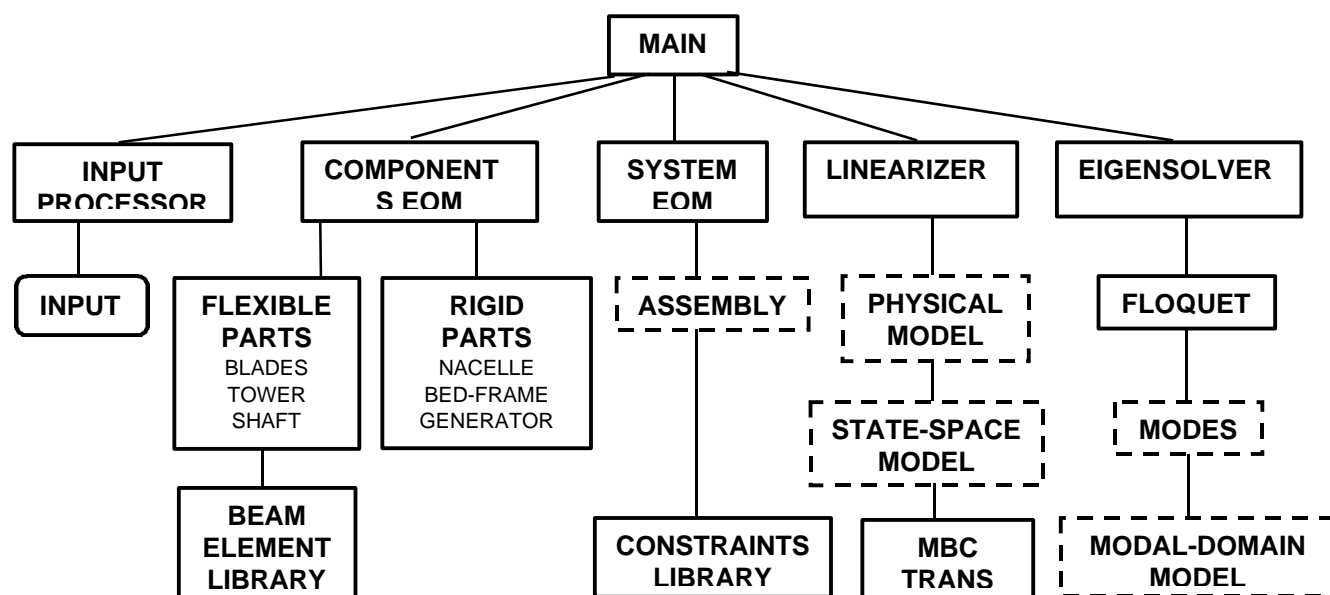 MAIN
INPUT
PROCESSOR
COMPONENT
S EOM
SYSTEM
EOM
LINEARIZER
EIGENSOLVER
INPUT
FLEXIBLE
PARTS
BLADES
TOWER
SHAFT
RIGID
PARTS
NACELLE
BED-FRAME
GENERATOR
ASSEMBLY
PHYSICAL
MODEL
FLOQUET
STATE-SPACE
MODEL
MODES
BEAM
ELEMENT
LIBRARY
CONSTRAINTS
LIBRARY
MBC
TRANS
MODAL-DOMAIN
MODEL